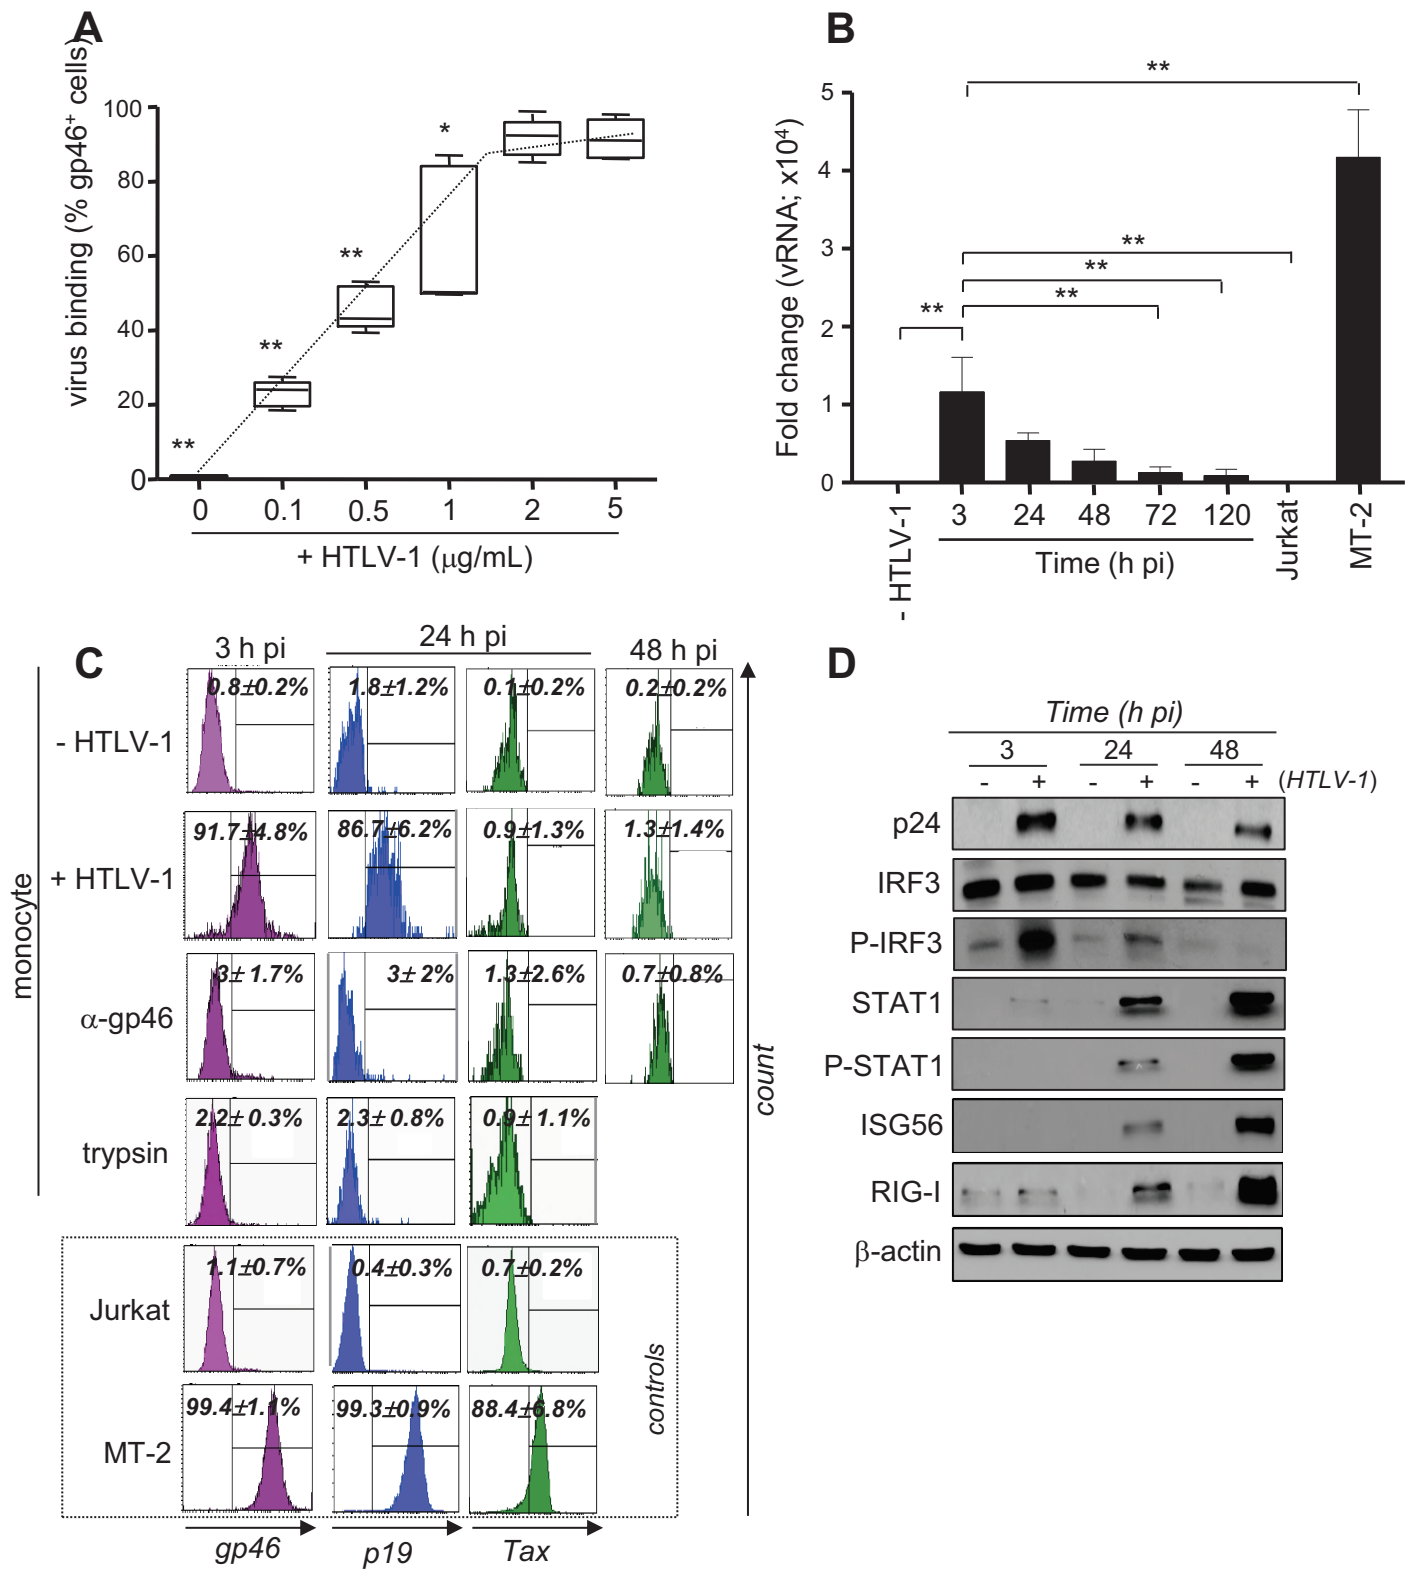 A
virus binding (% gp46+ cells)
100
80
60
40
20
0
**
**
**
*
0 0.1 0.5 1 2 5
+ HTLV-1 (μg/mL)
B
Fold change (vRNA; x10⁴)
5
4
3
2
1
0
**
**
**
**
**
- HTLV-1
3 24 48 72 120
Time (h pi)
Jurkat
MT-2
C
3 h pi
24 h pi
48 h pi
monocyte
- HTLV-1
0.8±0.2% 1.8±1.2% 0.1±0.2% 0.2±0.2%
+ HTLV-1
91.7±4.8% 86.7±6.2% 0.9±1.3% 1.3±1.4%
α-gp46
3± 1.7% 3± 2% 1.3±2.6% 0.7±0.8%
trypsin
2.2± 0.3% 2.3± 0.8% 0.9± 1.1%
Jurkat
1.1±0.7% 0.4±0.3% 0.7±0.2%
MT-2
99.4±1.1% 99.3±0.9% 88.4±6.8%
controls
count
gp46 p19 Tax
D
Time (h pi)
3 24 48
- + - + - + (HTLV-1)
p24
IRF3
P-IRF3
STAT1
P-STAT1
ISG56
RIG-I
β-actin